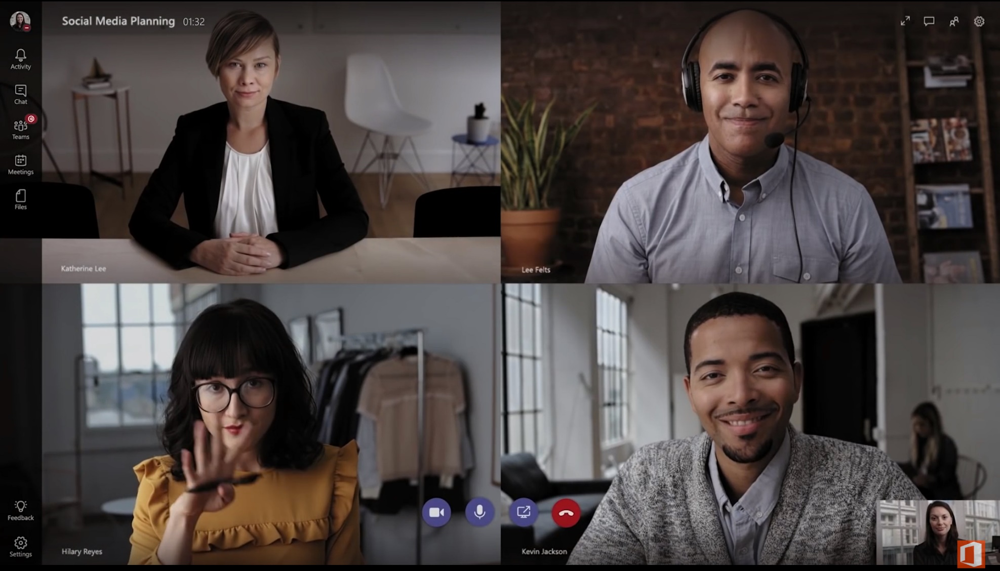 Social Media Planning 01:32
Activity
Chat
@
Teams
Meetings
Files
Katherine Lee
Lee Felts
Feedback
Settings
Hilary Reyes
Kevin Jackson